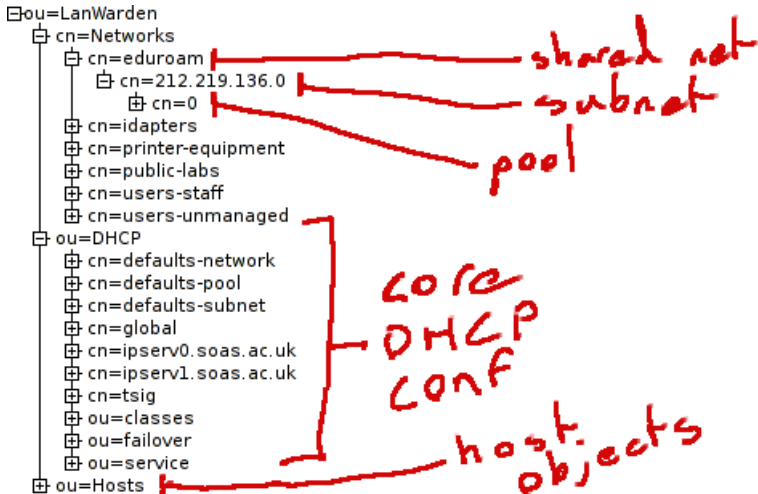 ou=LanWarden
cn=Networks
cn=eduroam
shared net
cn=212.219.136.0
subnet
cn=0
pool
cn=idapters
cn=printer-equipment
cn=public-labs
cn=users-staff
cn=users-unmanaged
ou=DHCP
cn=defaults-network
cn=defaults-pool
cn=defaults-subnet
cn=global
cn=ipserv0.soas.ac.uk
cn=ipserv1.soas.ac.uk
cn=tsig
ou=classes
ou=failover
ou=service
core
DHCP
conf
ou=Hosts
host
objects